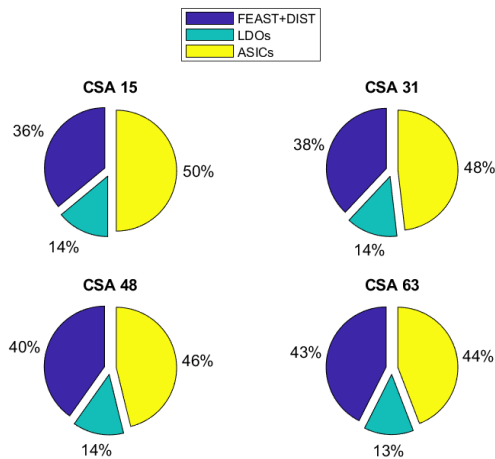 FEAST+DIST
LDOs
ASICs
CSA 15
36%
50%
14%
CSA 31
38%
48%
14%
CSA 48
40%
46%
14%
CSA 63
43%
44%
13%